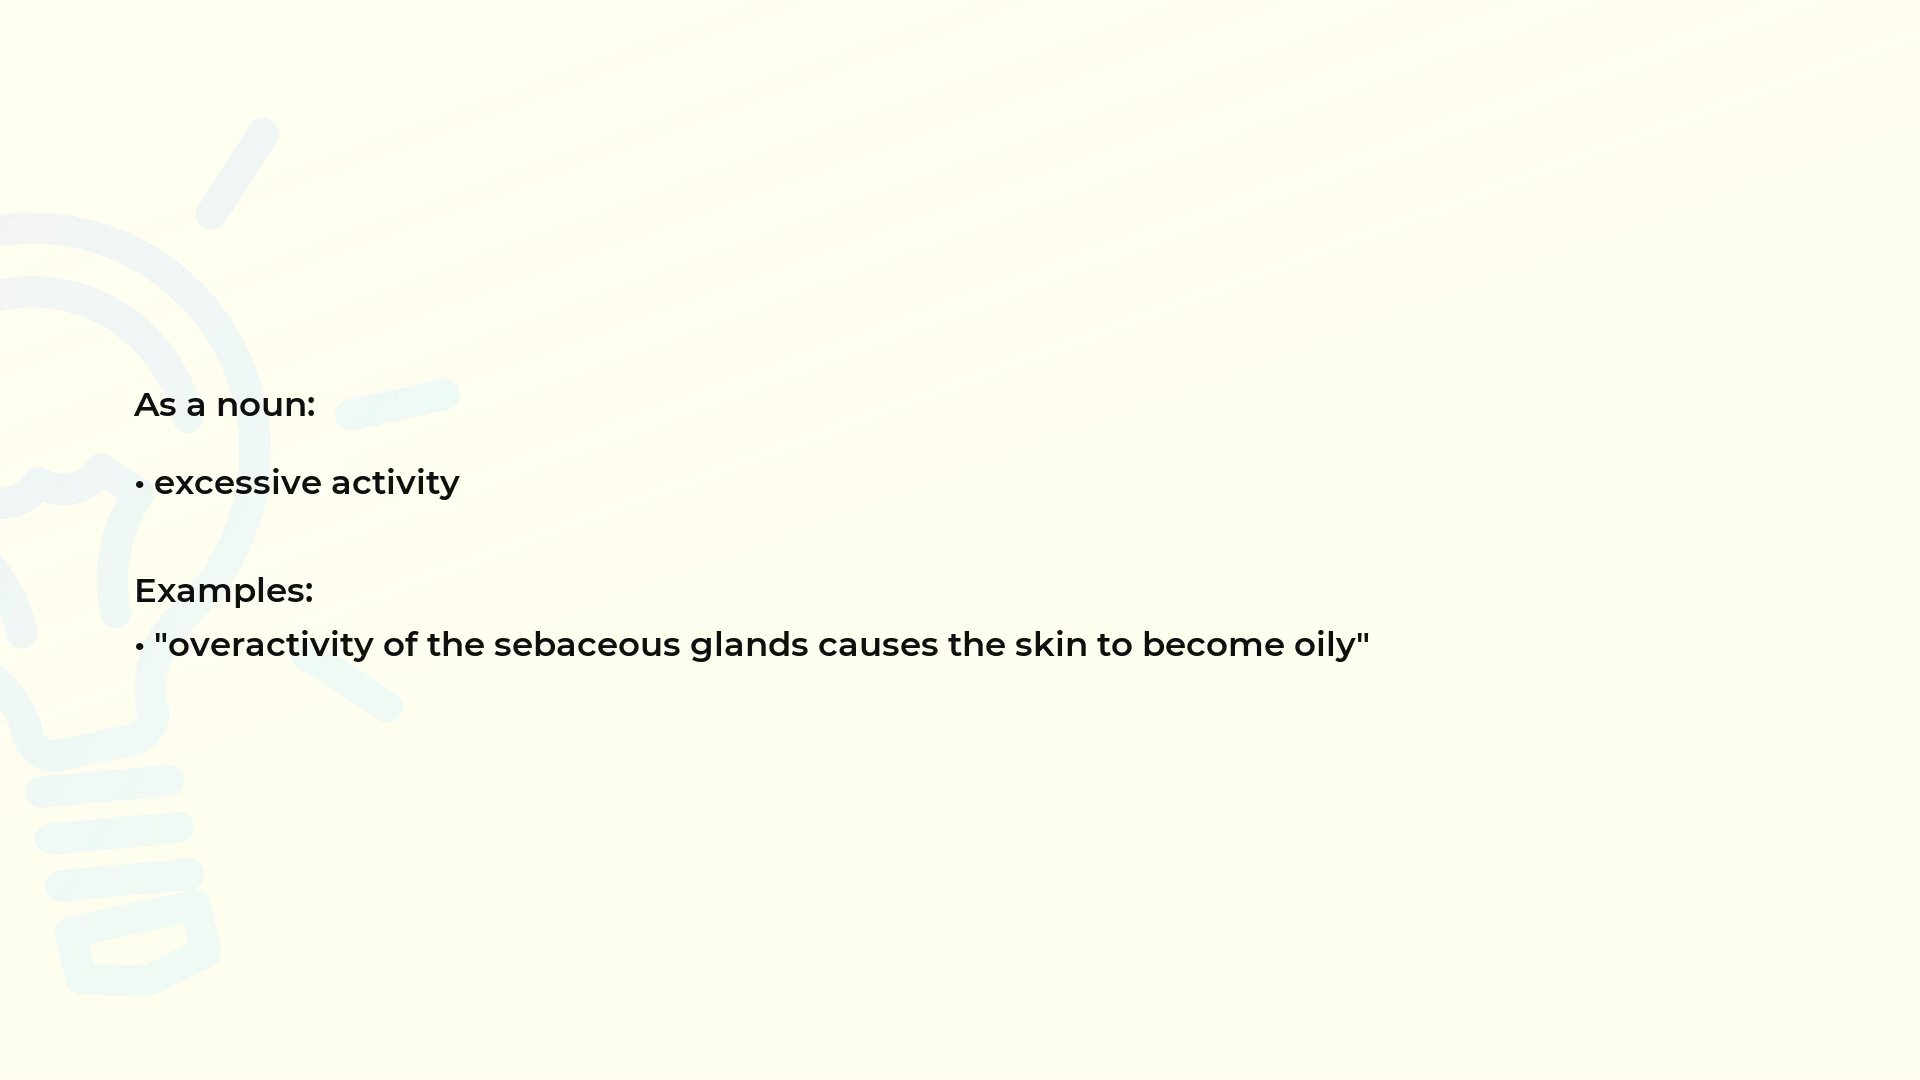 As a noun:
• excessive activity
Examples:
• "overactivity of the sebaceous glands causes the skin to become oily"